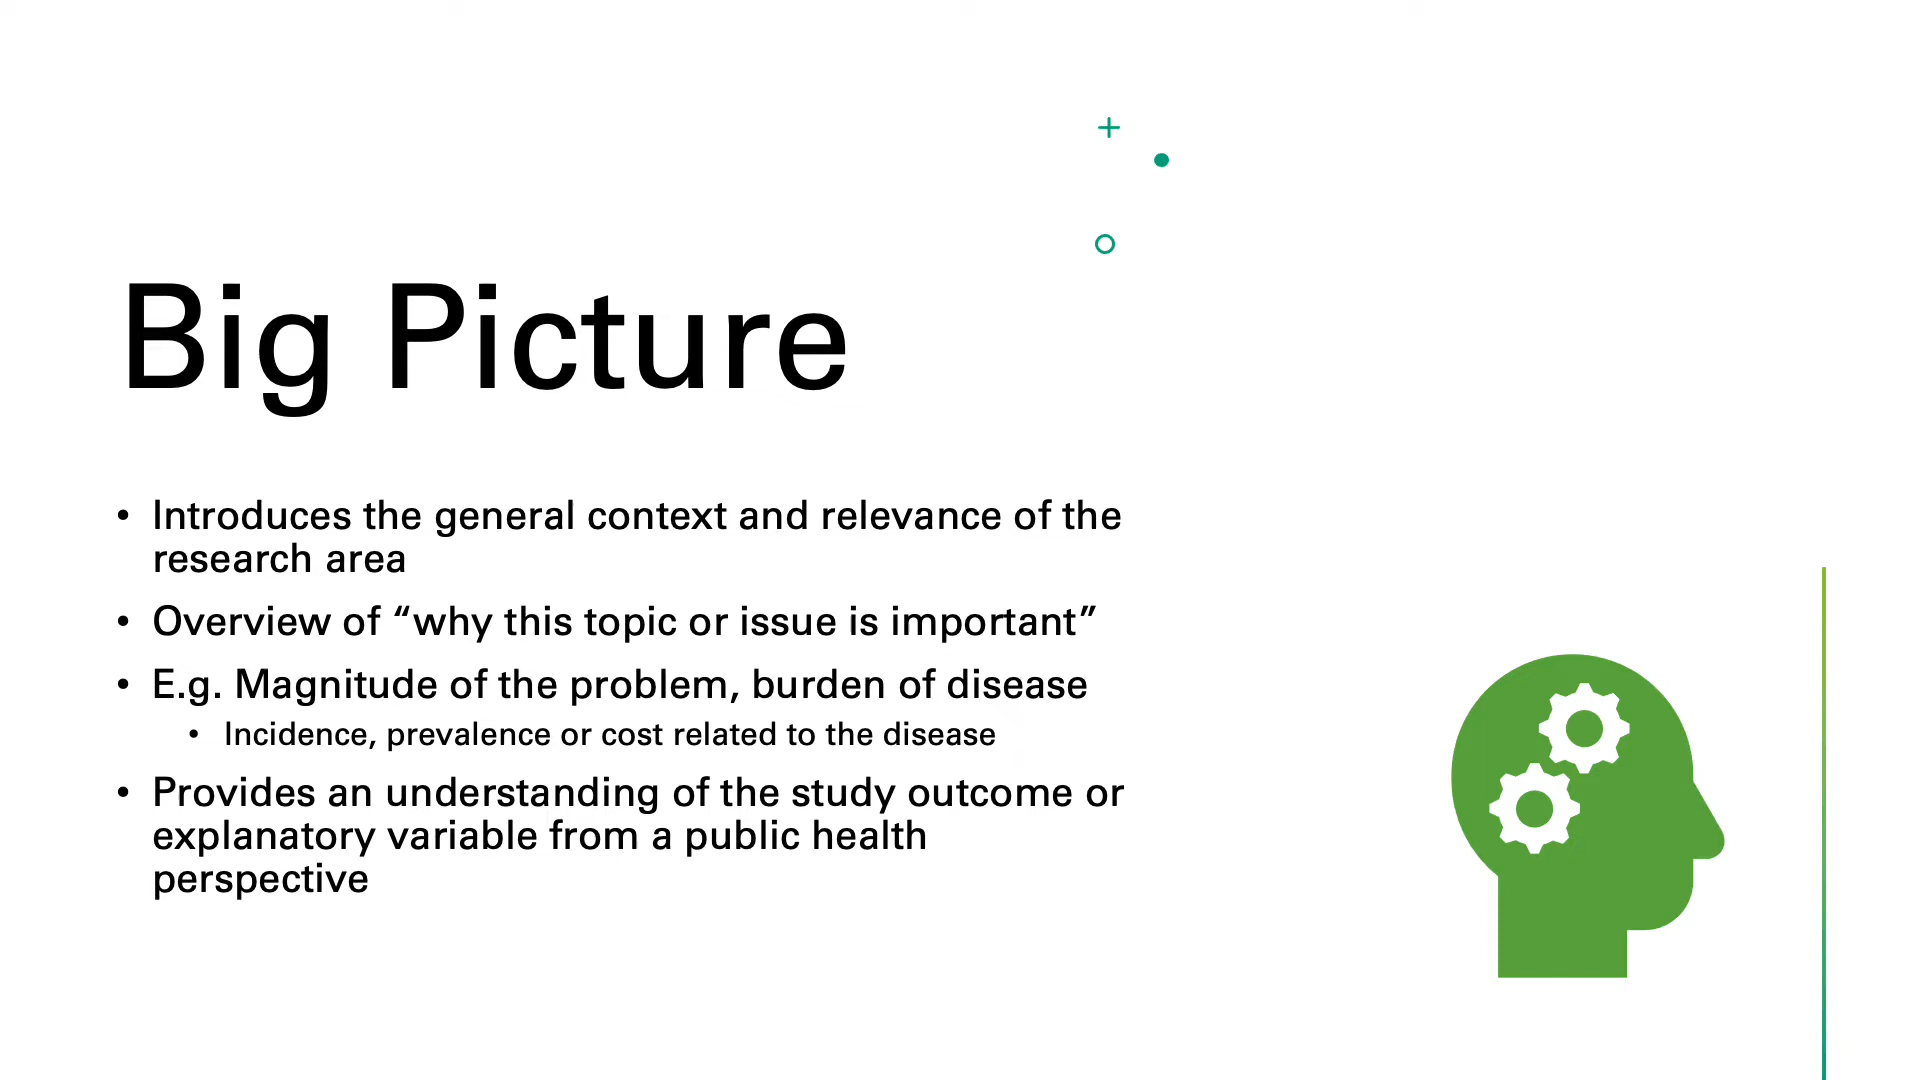 Big Picture
• Introduces the general context and relevance of the
research area
• Overview of “why this topic or issue is important”
• E.g. Magnitude of the problem, burden of disease
• Incidence, prevalence or cost related to the disease
• Provides an understanding of the study outcome or
explanatory variable from a public health
perspective